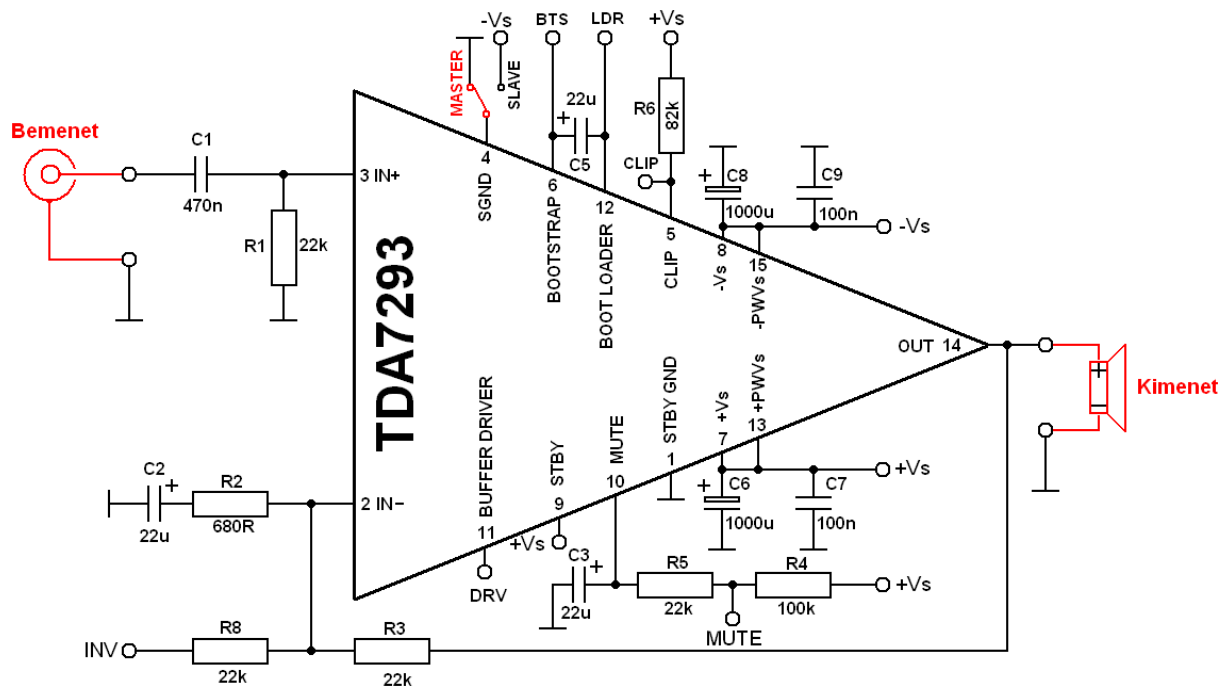 -Vs
BTS
LDR
+Vs
MASTER
SLAVE
22u
+
C5
R6
82k
CLIP
Bemenet
C1
470n
R1
22k
3 IN+
4
SGND
6
BOOTSTRAP
12
BOOT LOADER
5
CLIP
8
-Vs
15
-PWVs
+
C8
1000u
C9
100n
-Vs
TDA7293
OUT 14
+
−
Kimenet
C2
+
22u
R2
680R
2 IN−
BUFFER DRIVER
11
DRV
STBY
9
+Vs
MUTE
10
STBY GND
1
+Vs
7
+PWVs
13
+Vs
+
C6
1000u
C7
100n
C3
+
22u
R5
22k
R4
100k
+Vs
MUTE
INV
R8
22k
R3
22k